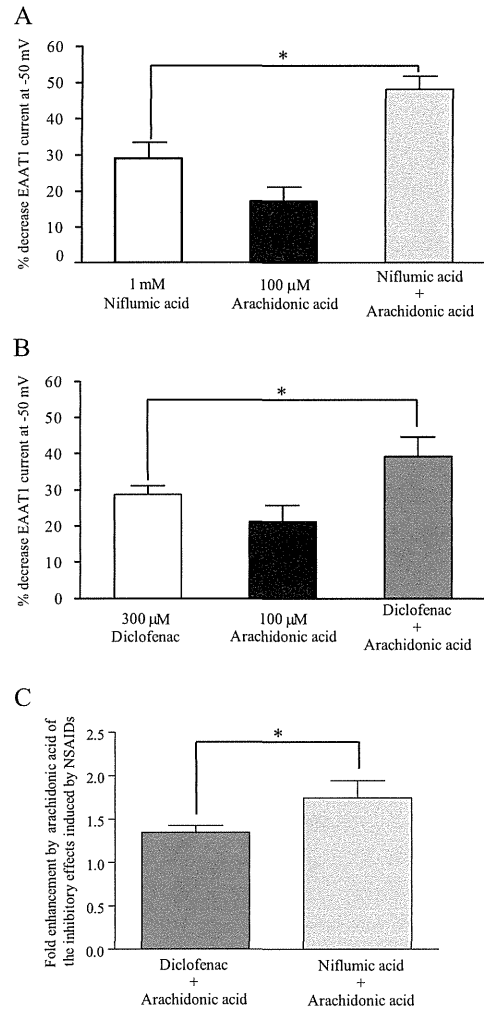 A
% decrease EAAT1 current at -50 mV
60
50
40
30
20
10
0
*
1 mM
Niflumic acid
100 µM
Arachidonic acid
Niflumic acid
+
Arachidonic acid
B
% decrease EAAT1 current at -50 mV
60
50
40
30
20
10
0
*
300 µM
Diclofenac
100 µM
Arachidonic acid
Diclofenac
+
Arachidonic acid
C
Fold enhancement by arachidonic acid of
the inhibitory effects induced by NSAIDs
2.5
2.0
1.5
1.0
0.5
0.0
*
Diclofenac
+
Arachidonic acid
Niflumic acid
+
Arachidonic acid